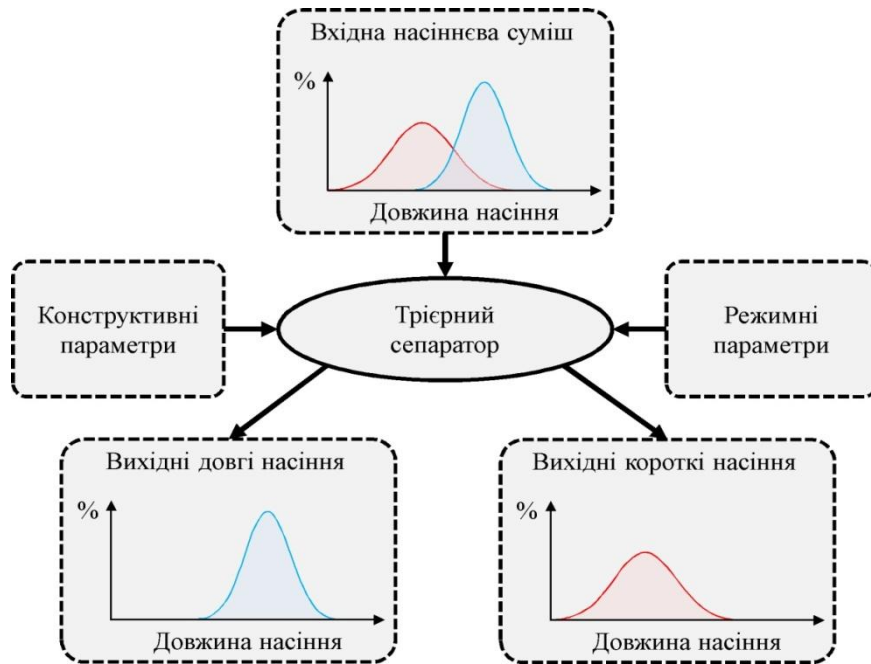 Вхідна насіннєва суміш
%
Довжина насіння
Конструктивні
параметри
Трієрний
сепаратор
Режимні
параметри
Вихідні довгі насіння
%
Довжина насіння
Вихідні короткі насіння
%
Довжина насіння